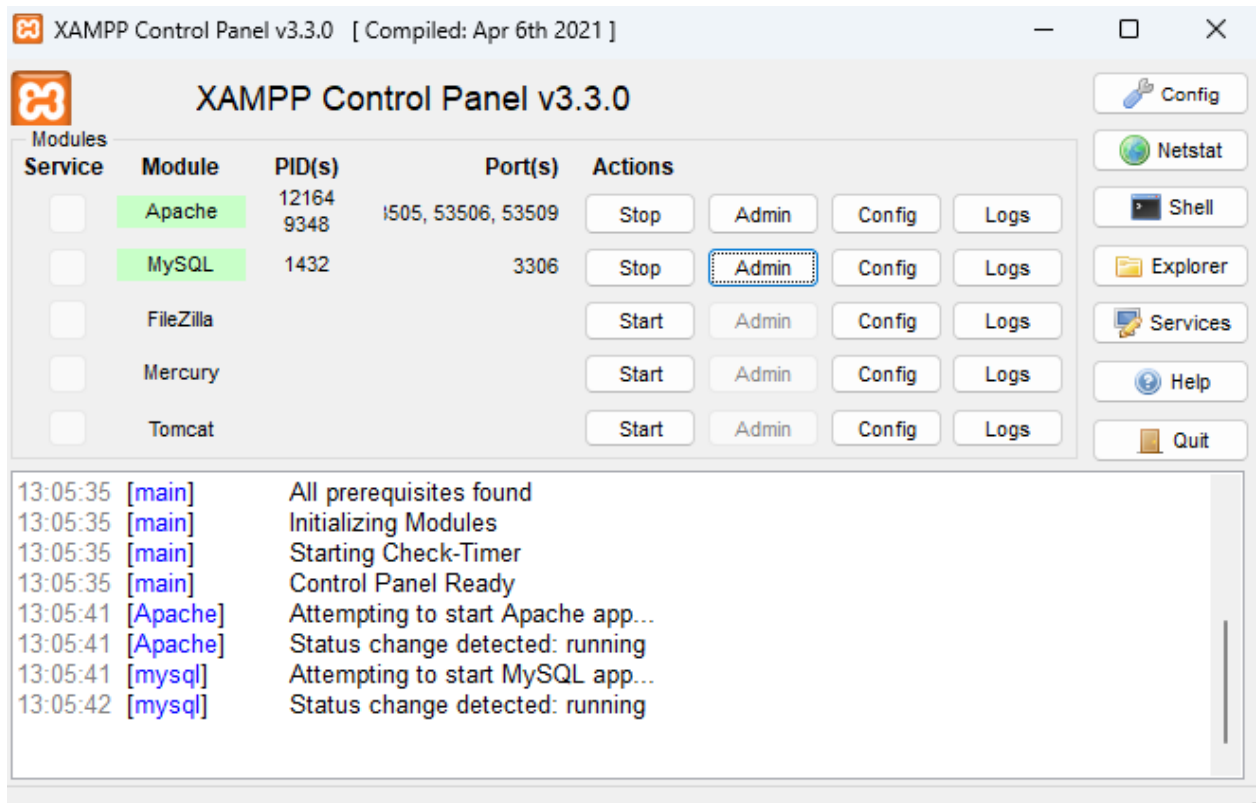 XAMPP Control Panel v3.3.0 [ Compiled: Apr 6th 2021 ]
XAMPP Control Panel v3.3.0
Config
Modules
Service Module PID(s) Port(s) Actions
Netstat
Apache 12164 9348 3505, 53506, 53509 Stop Admin Config Logs
Shell
MySQL 1432 3306 Stop Admin Config Logs
Explorer
FileZilla Start Admin Config Logs
Services
Mercury Start Admin Config Logs
Help
Tomcat Start Admin Config Logs
Quit
13:05:35 [main] All prerequisites found
13:05:35 [main] Initializing Modules
13:05:35 [main] Starting Check-Timer
13:05:35 [main] Control Panel Ready
13:05:41 [Apache] Attempting to start Apache app...
13:05:41 [Apache] Status change detected: running
13:05:41 [mysql] Attempting to start MySQL app...
13:05:42 [mysql] Status change detected: running